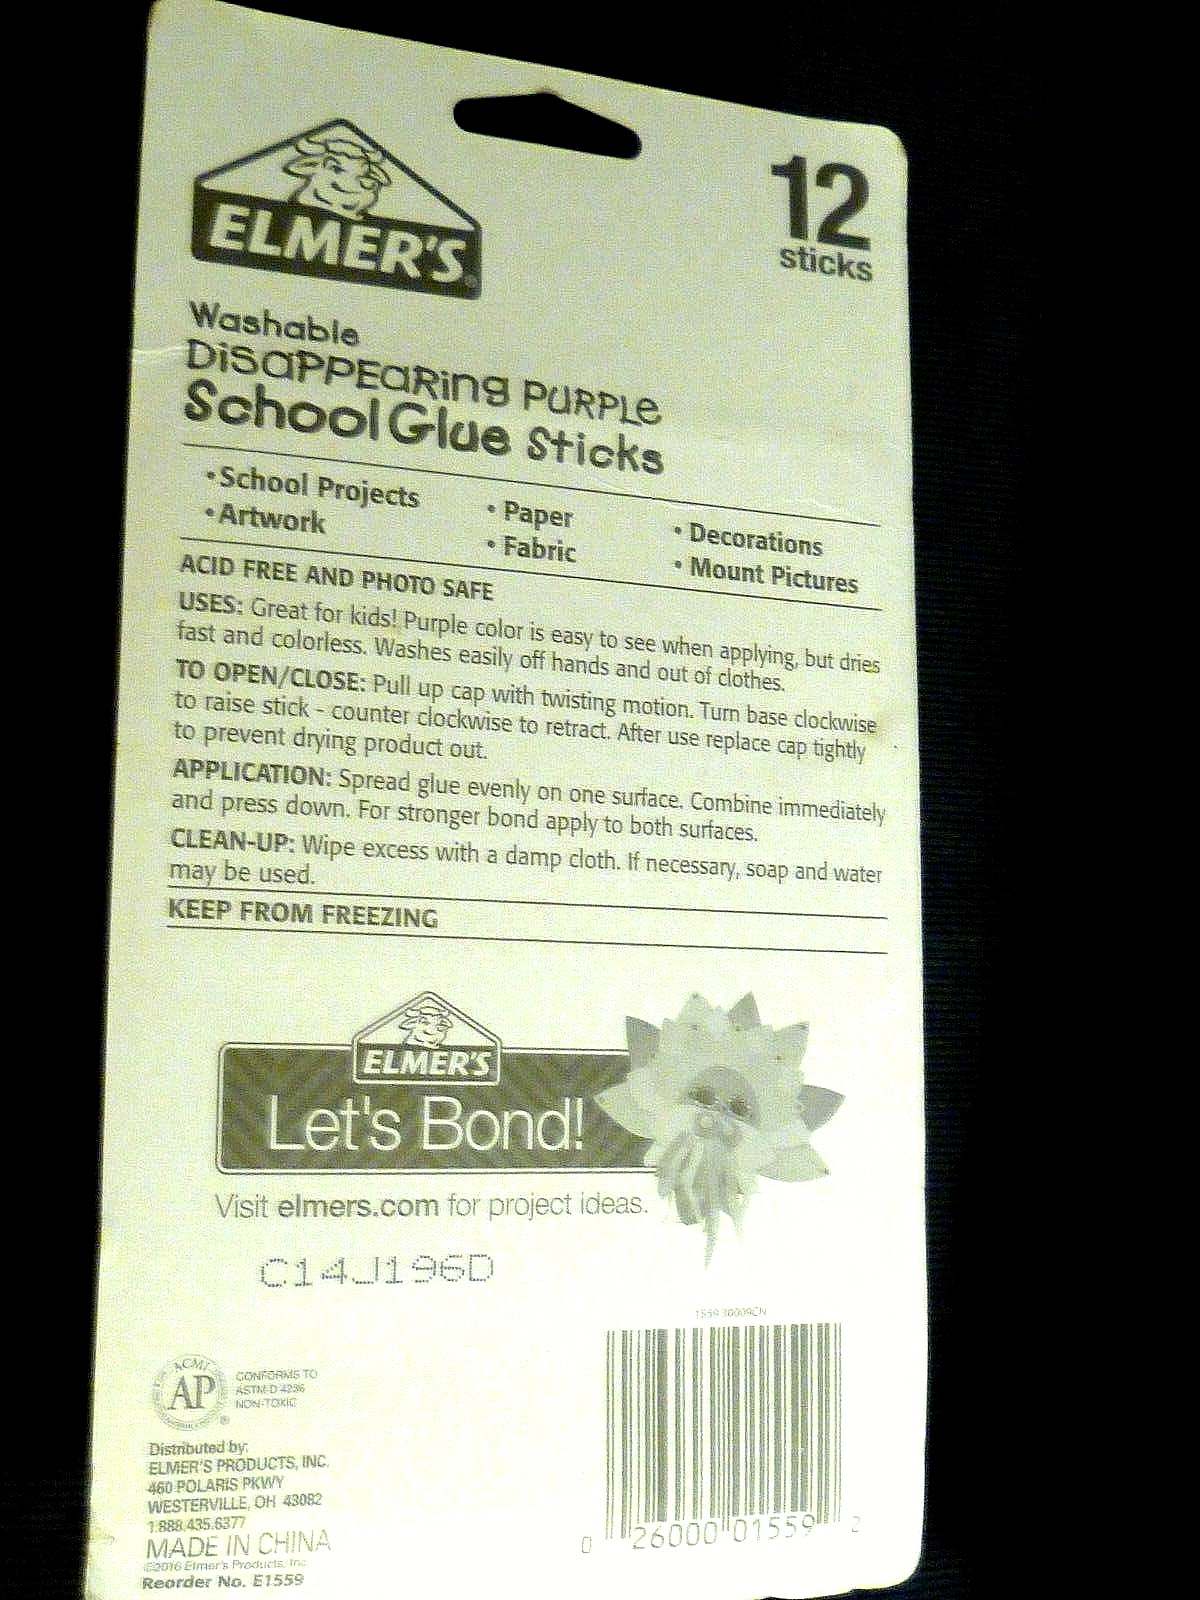 ELMER'S®
12
sticks
Washable
DISAPPEARING PURPLE
School Glue Sticks
• School Projects
• Artwork
• Paper
• Fabric
• Decorations
• Mount Pictures
ACID FREE AND PHOTO SAFE
USES: Great for kids! Purple color is easy to see when applying, but dries
fast and colorless. Washes easily off hands and out of clothes.
TO OPEN/CLOSE: Pull up cap with twisting motion. Turn base clockwise
to raise stick - counter clockwise to retract. After use replace cap tightly
to prevent drying product out.
APPLICATION: Spread glue evenly on one surface. Combine immediately
and press down. For stronger bond apply to both surfaces.
CLEAN-UP: Wipe excess with a damp cloth. If necessary, soap and water
may be used.
KEEP FROM FREEZING
ELMER'S
Let's Bond!
Visit elmers.com for project ideas.
C14J196D
1559 30009CN
ACMI
AP
®
CONFORMS TO
ASTM D 4236
NON-TOXIC
Distributed by:
ELMER'S PRODUCTS, INC.
460 POLARIS PKWY
WESTERVILLE, OH 43082
1.888.435.6377
MADE IN CHINA
©2016 Elmer's Products, Inc.
Reorder No. E1559
0 26000 01559 2